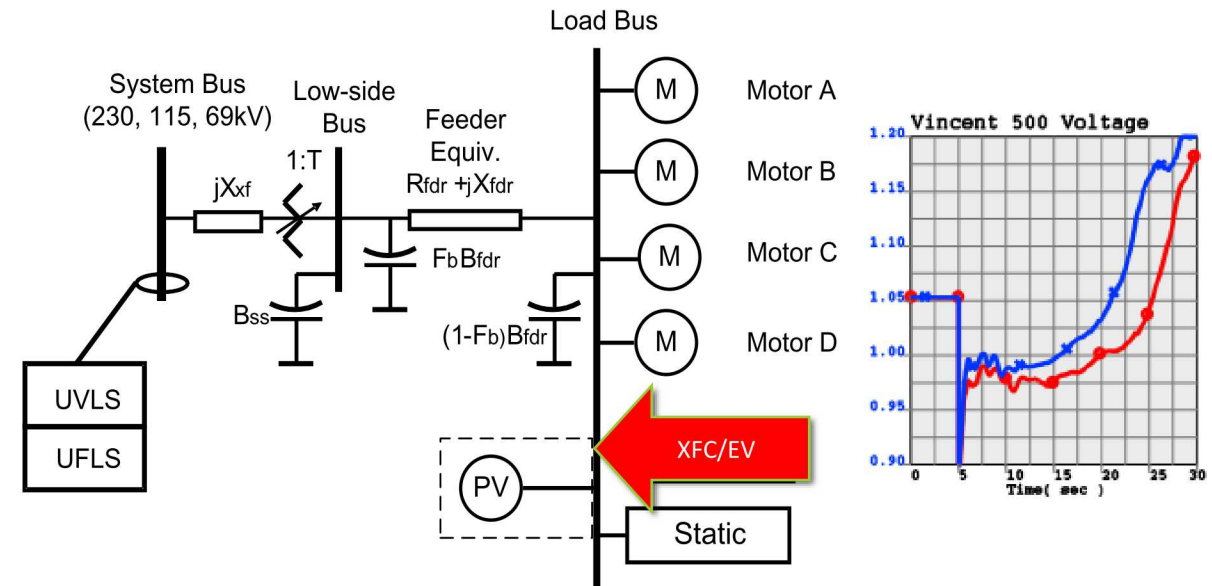 Load Bus
System Bus
(230, 115, 69kV)
Low-side
Bus
Feeder
Equiv.
Rfdr +jXfdr
jXxf
1:T
FbBfdr
Bss
(1-Fb)Bfdr
UVLS
UFLS
M
Motor A
M
Motor B
M
Motor C
M
Motor D
XFC/EV
PV
Static
Vincent 500 Voltage
1.20
1.15
1.10
1.05
1.00
0.95
0.90
0 5 10 15 20 25 30
Time( sec )